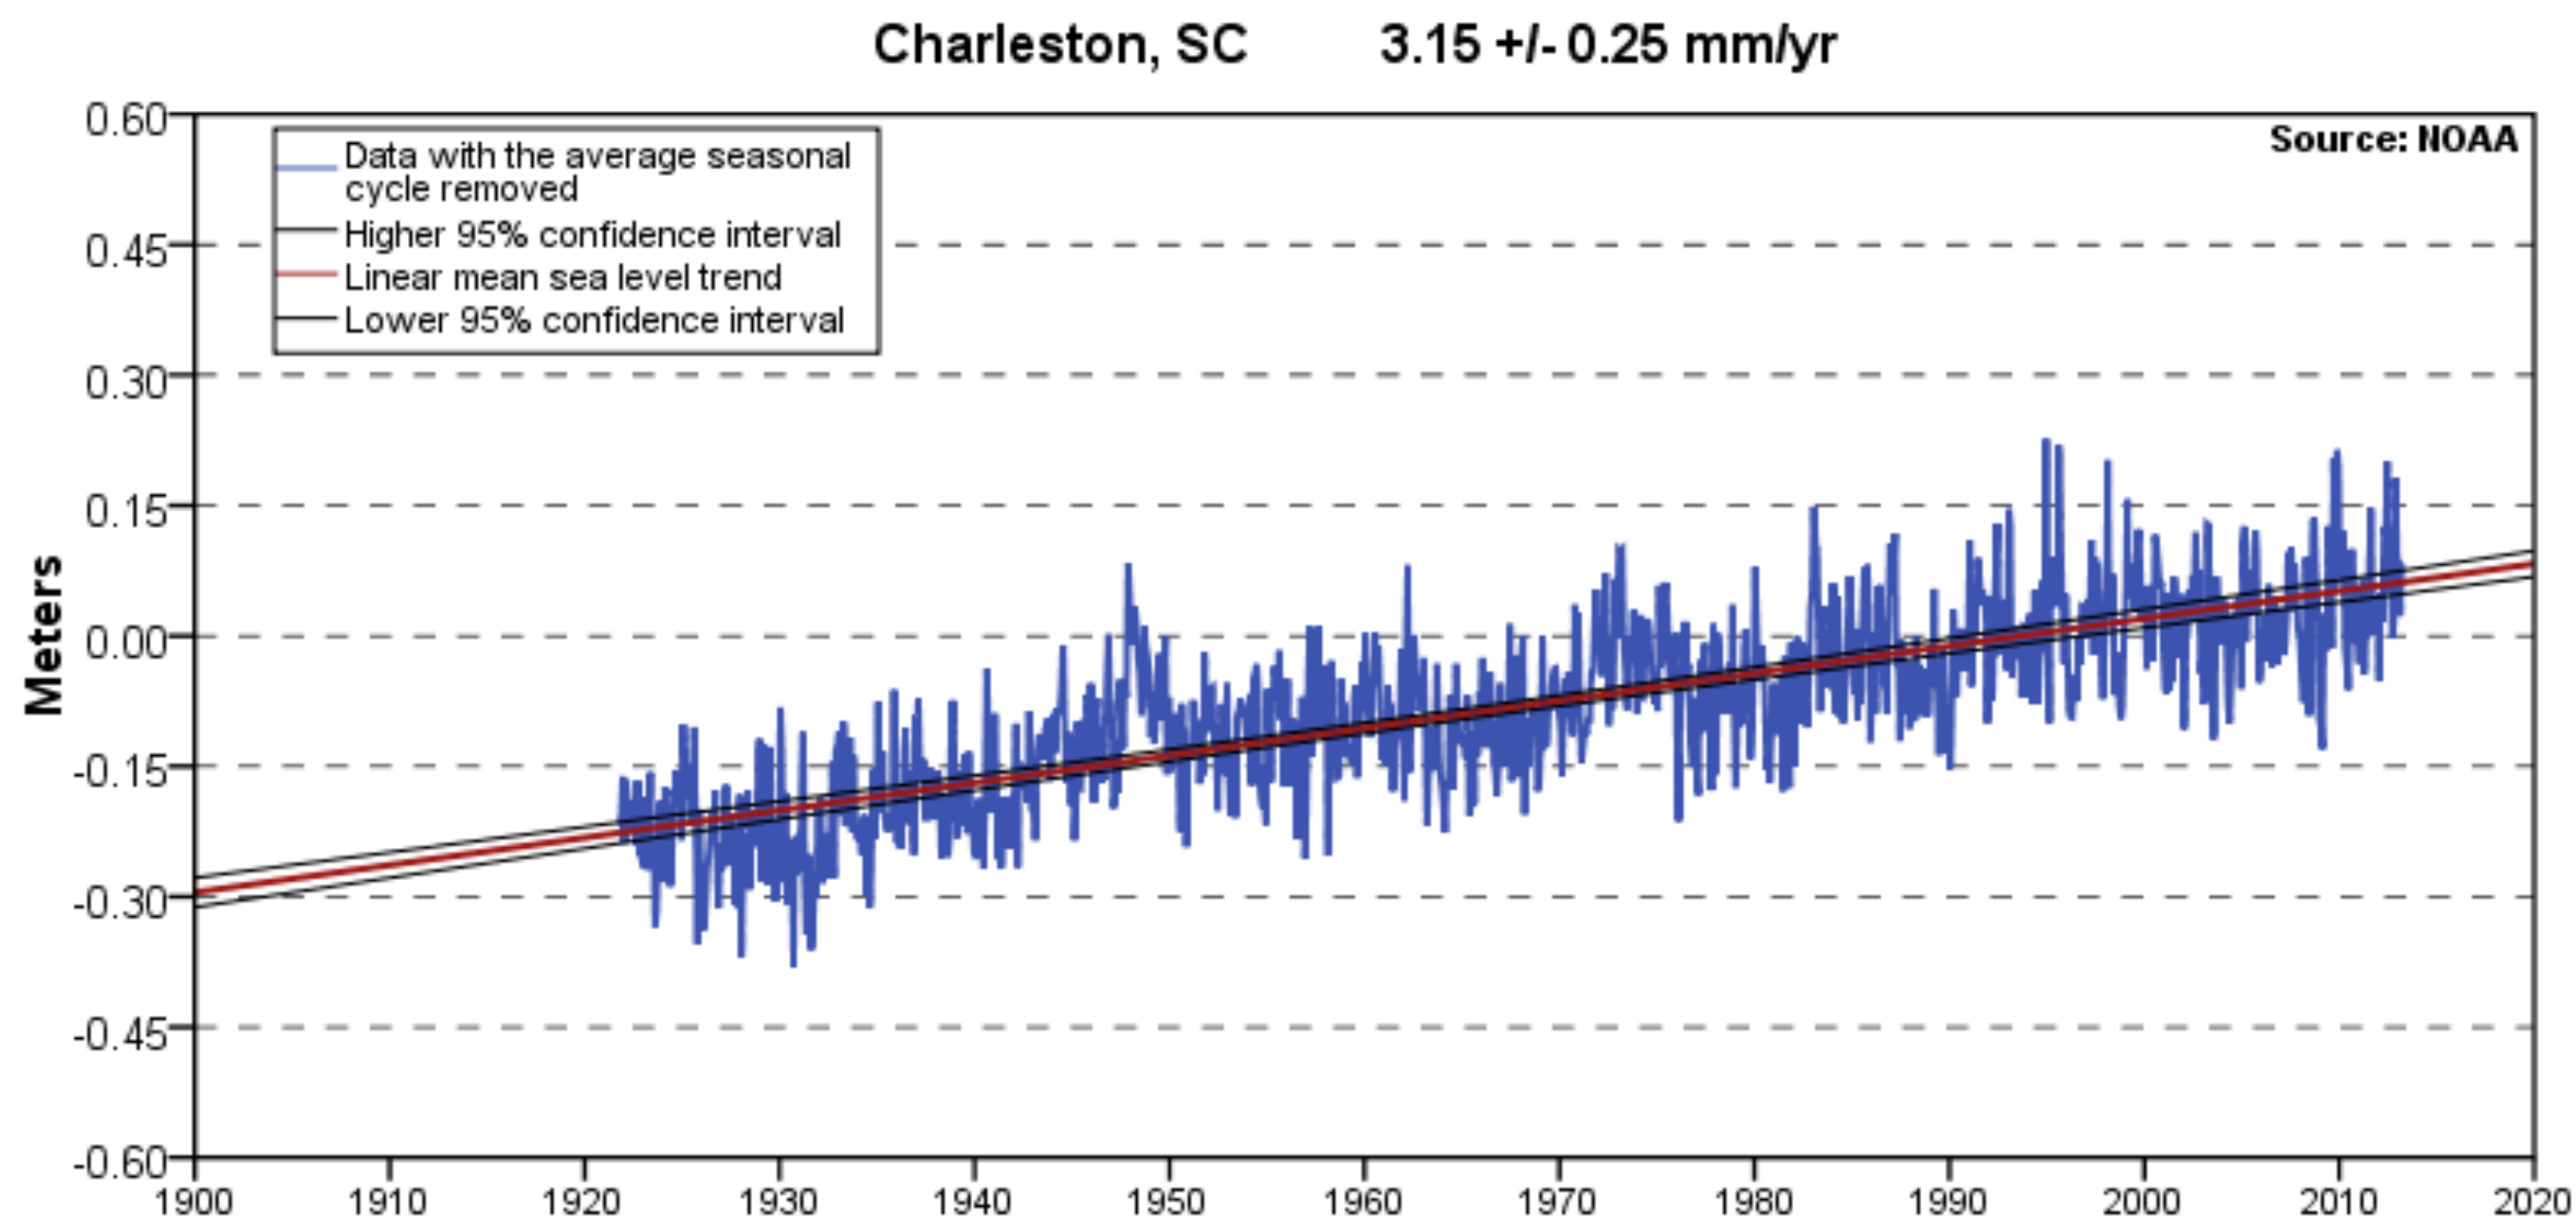 Charleston, SC 3.15 +/- 0.25 mm/yr
Source: NOAA
Data with the average seasonal
cycle removed
Higher 95% confidence interval
Linear mean sea level trend
Lower 95% confidence interval
Meters
0.60
0.45
0.30
0.15
0.00
-0.15
-0.30
-0.45
-0.60
1900 1910 1920 1930 1940 1950 1960 1970 1980 1990 2000 2010 2020